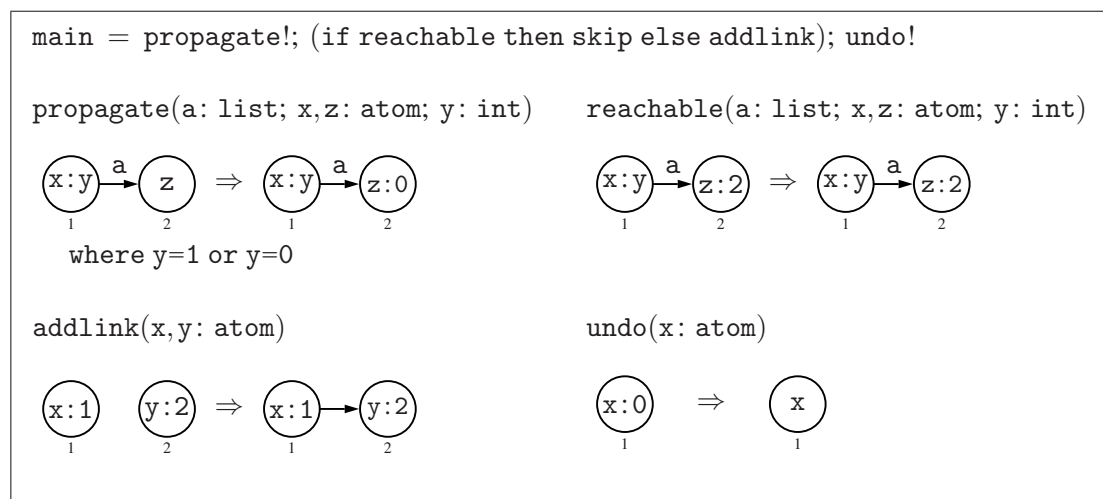 main = propagate!; (if reachable then skip else addlink); undo!
propagate(a: list; x,z: atom; y: int)
x:y a z ⇒ x:y a z:0
1 2 1 2
where y=1 or y=0
reachable(a: list; x,z: atom; y: int)
x:y a z:2 ⇒ x:y a z:2
1 2 1 2
addlink(x,y: atom)
x:1 y:2 ⇒ x:1 y:2
1 2 1 2
undo(x: atom)
x:0 ⇒ x
1 1